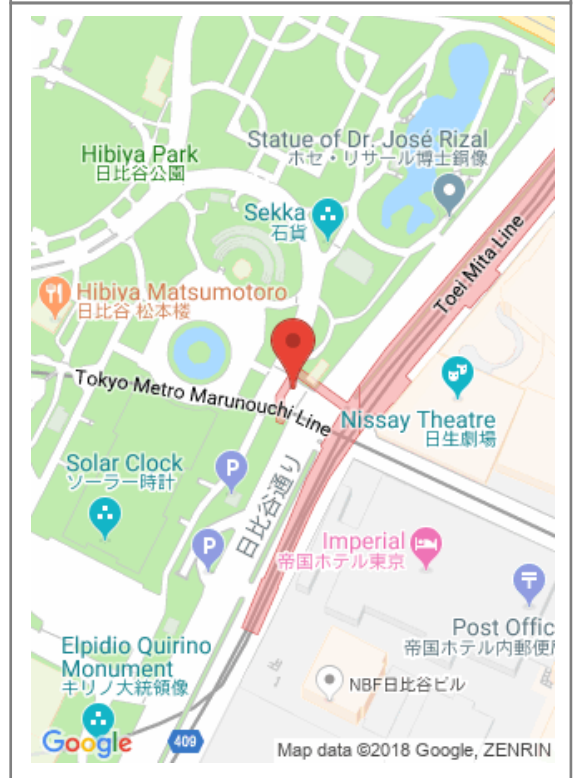 Statue of Dr. José Rizal
ホセ・リサール博士銅像
Hibiya Park
日比谷公園
Sekka
石貨
Toei Mita Line
Hibiya Matsumotoro
日比谷 松本楼
Tokyo Metro Marunouchi Line
Nissay Theatre
日生劇場
Solar Clock
ソーラー時計
P
日比谷通り
P
Imperial
帝国ホテル東京
Post Offic
帝国ホテル内郵便
Elpidio Quirino
Monument
キリノ大統領像
NBF日比谷ビル
Google
409
Map data ©2018 Google, ZENRIN